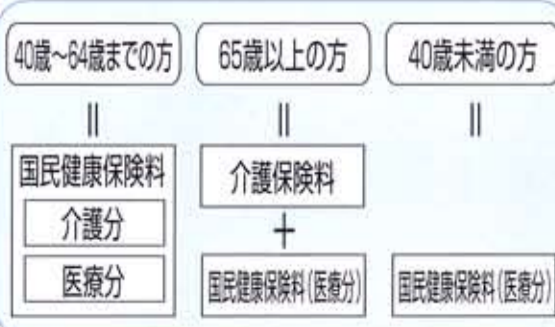 40歳～64歳までの方
65歳以上の方
40歳未満の方
||
||
||
国民健康保険料
介護分
医療分
介護保険料
＋
国民健康保険料(医療分)
国民健康保険料(医療分)